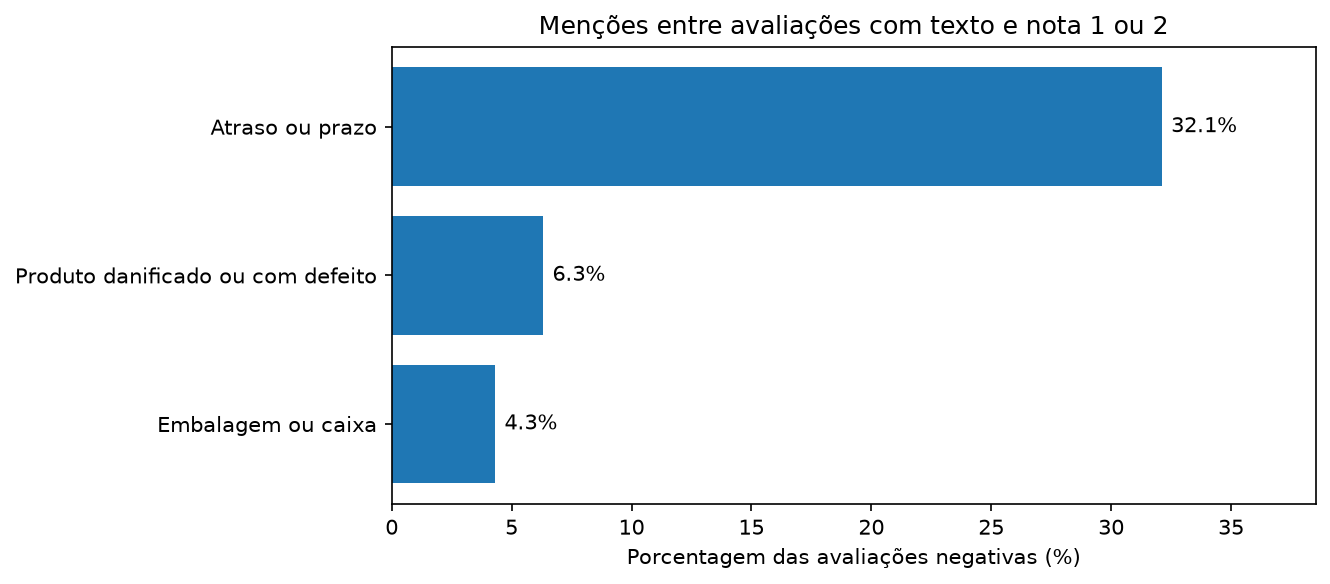 Menções entre avaliações com texto e nota 1 ou 2
Atraso ou prazo
32.1%
Produto danificado ou com defeito
6.3%
Embalagem ou caixa
4.3%
0 5 10 15 20 25 30 35
Porcentagem das avaliações negativas (%)